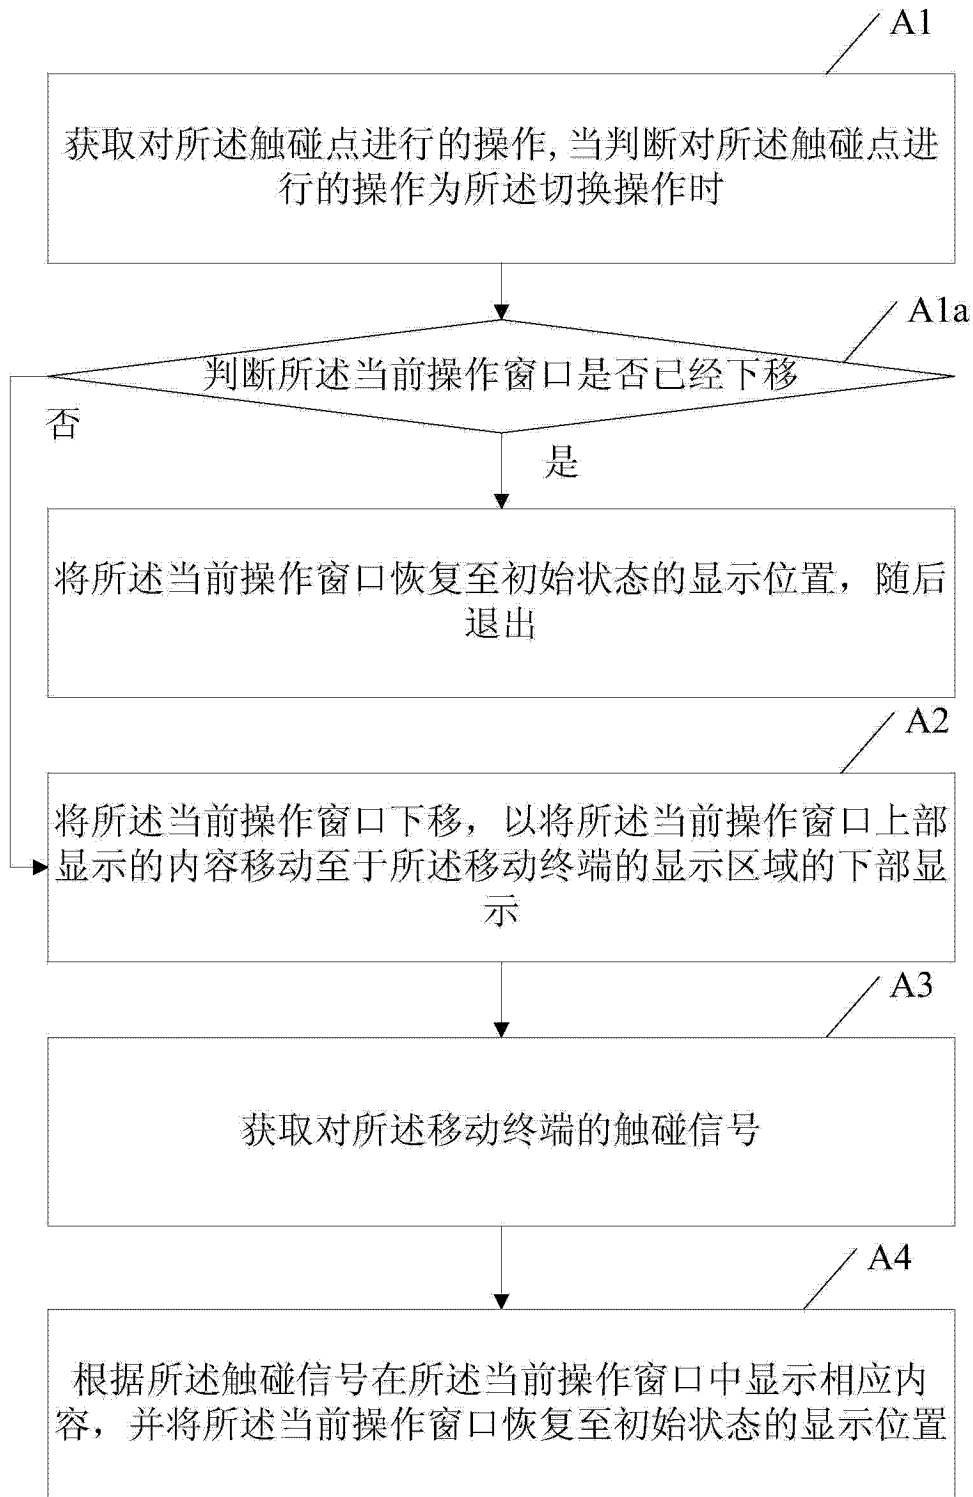 A1
获取对所述触碰点进行的操作,当判断对所述触碰点进
行的操作为所述切换操作时
A1a
判断所述当前操作窗口是否已经下移
否
是
将所述当前操作窗口恢复至初始状态的显示位置，随后
退出
A2
将所述当前操作窗口下移，以将所述当前操作窗口上部
显示的内容移动至于所述移动终端的显示区域的下部显
示
A3
获取对所述移动终端的触碰信号
A4
根据所述触碰信号在所述当前操作窗口中显示相应内
容，并将所述当前操作窗口恢复至初始状态的显示位置